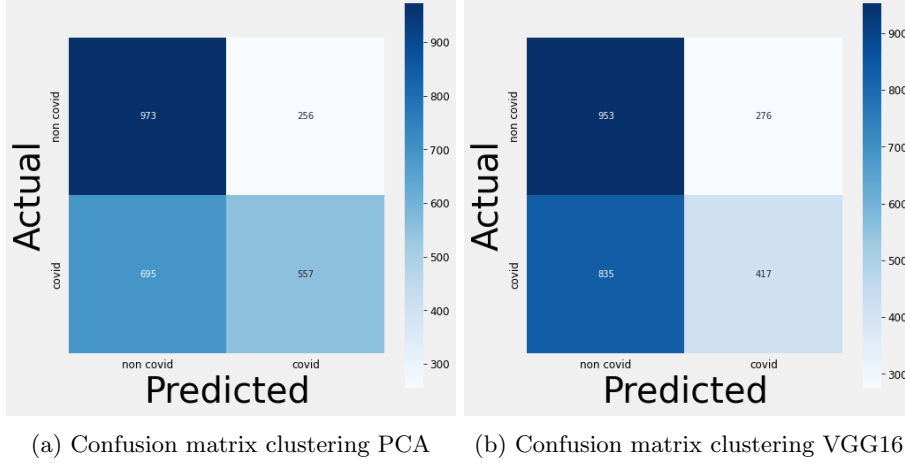 900
800
700
600
500
400
300
non covid
covid
Actual
973
256
695
557
non covid
covid
Predicted
900
800
700
600
500
400
300
non covid
covid
Actual
953
276
835
417
non covid
covid
Predicted
(a) Confusion matrix clustering PCA
(b) Confusion matrix clustering VGG16